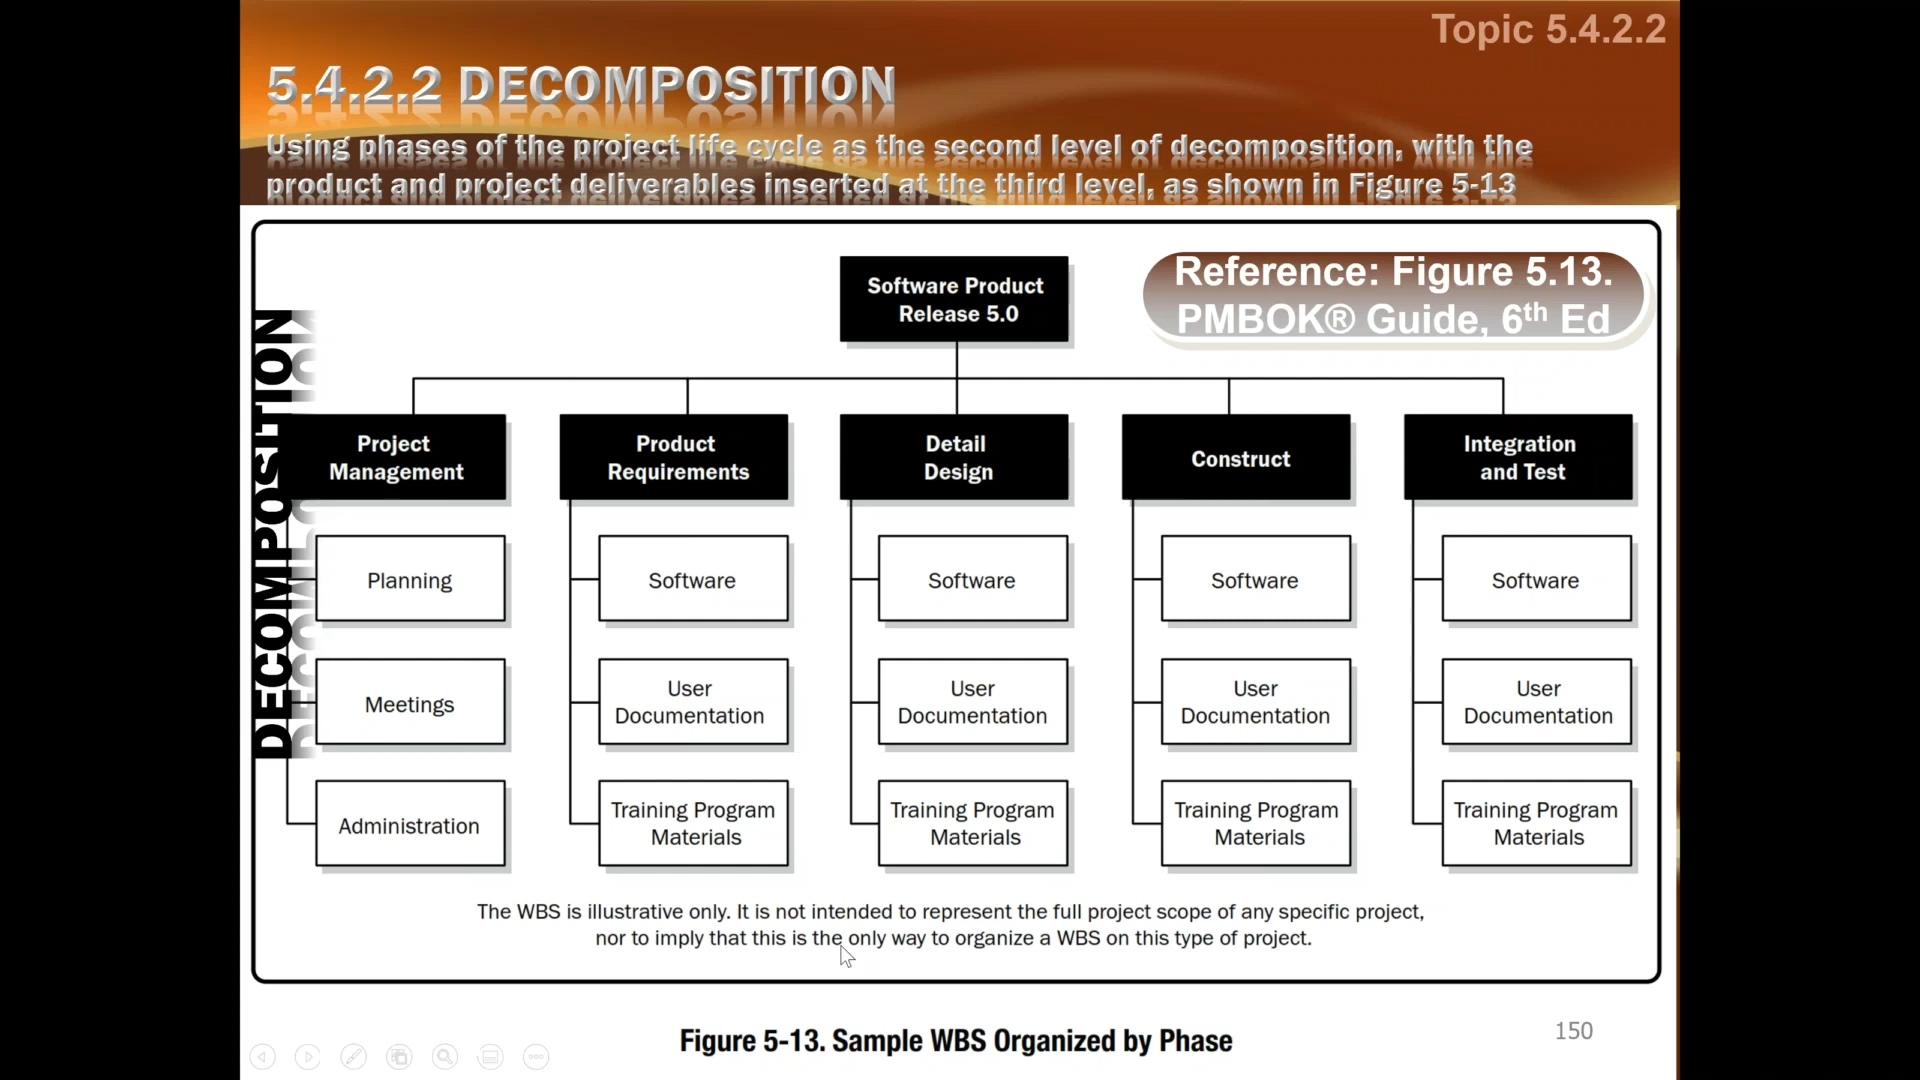 Topic 5.4.2.2
5.4.2.2 DECOMPOSITION
Using phases of the project life cycle as the second level of decomposition, with the
product and project deliverables inserted at the third level, as shown in Figure 5-13
Reference: Figure 5.13.
PMBOK® Guide, 6th Ed
DECOMPOSITION
Software Product
Release 5.0
Project
Management
Product
Requirements
Detail
Design
Construct
Integration
and Test
Planning
Software
Software
Software
Software
Meetings
User
Documentation
User
Documentation
User
Documentation
User
Documentation
Administration
Training Program
Materials
Training Program
Materials
Training Program
Materials
Training Program
Materials
The WBS is illustrative only. It is not intended to represent the full project scope of any specific project,
nor to imply that this is the only way to organize a WBS on this type of project.
Figure 5-13. Sample WBS Organized by Phase
150